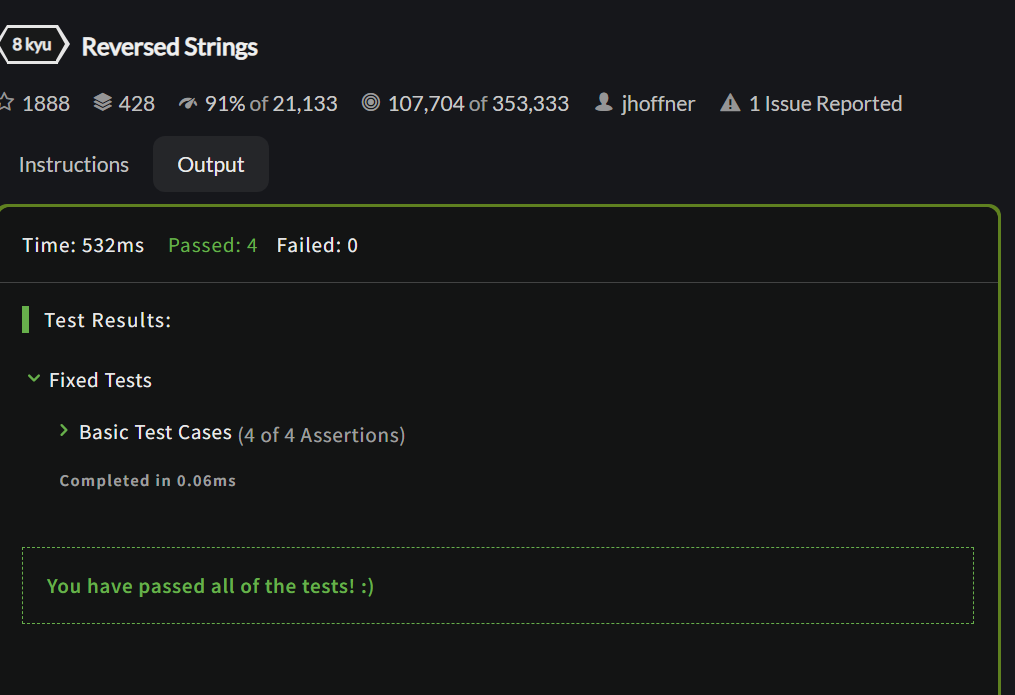 8 kyu Reversed Strings
1888 428 91% of 21,133 107,704 of 353,333 jhoffner 1 Issue Reported
Instructions Output
Time: 532ms Passed: 4 Failed: 0
Test Results:
Fixed Tests
Basic Test Cases (4 of 4 Assertions)
Completed in 0.06ms
You have passed all of the tests! :)